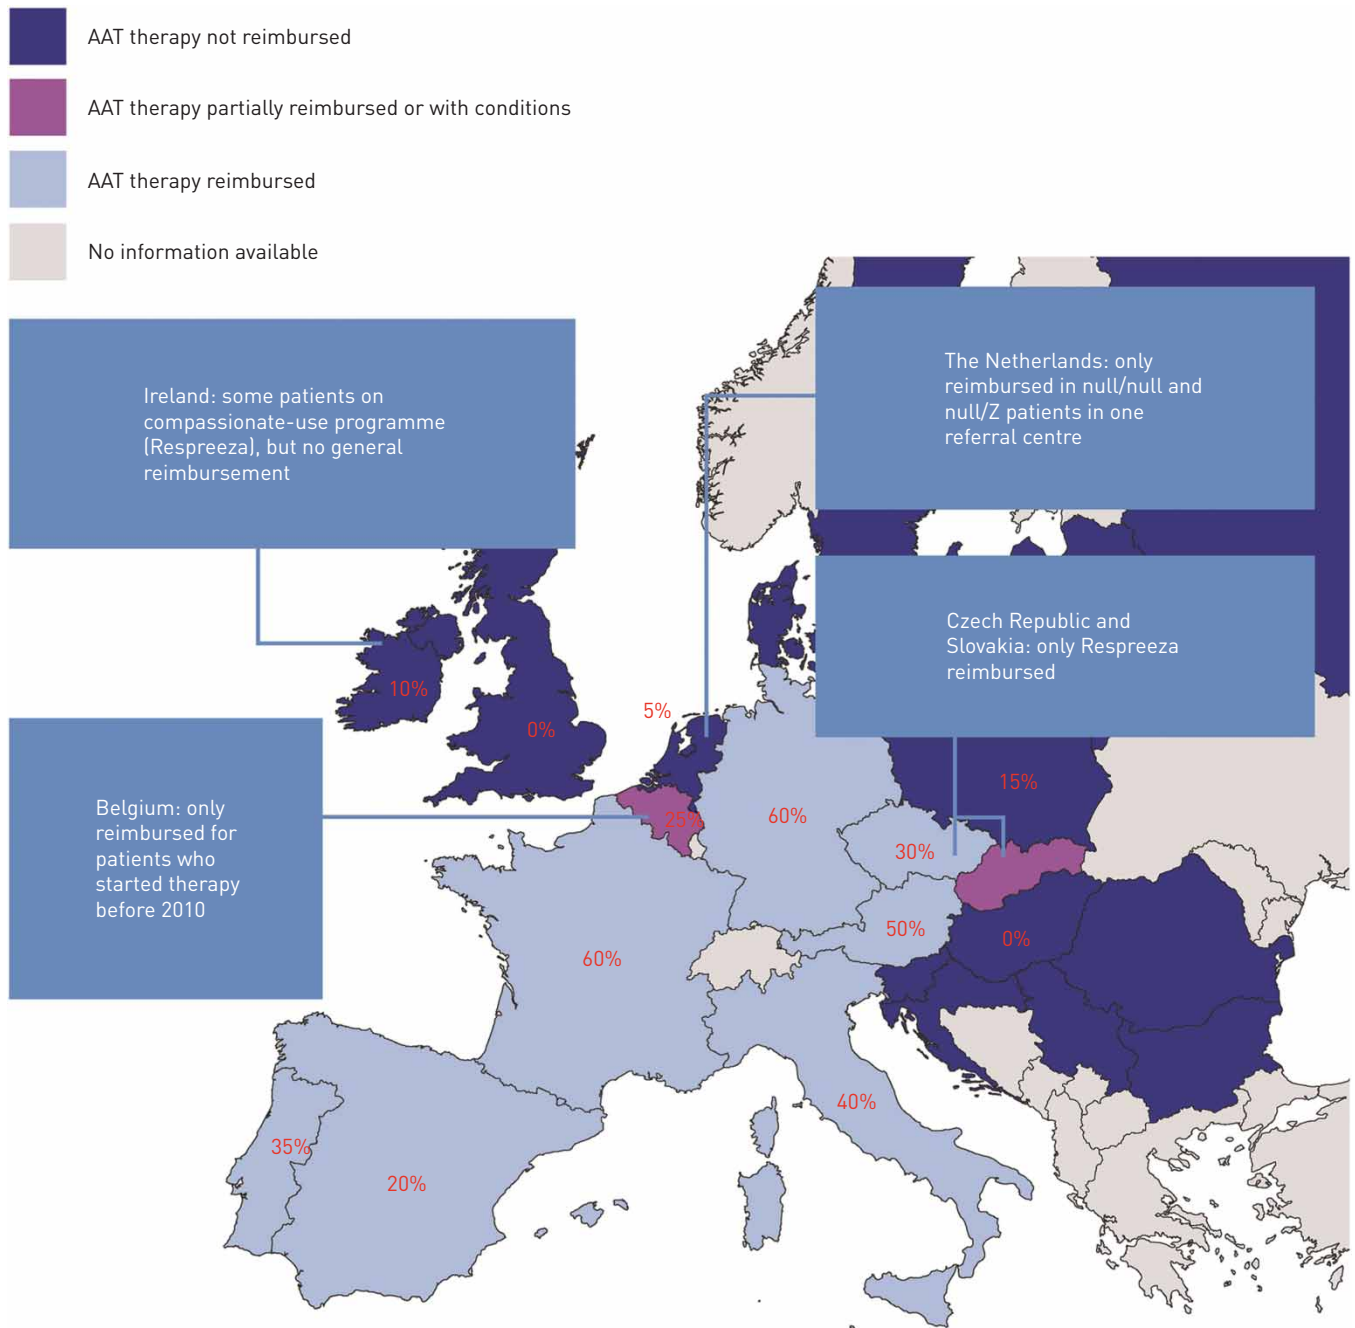 AAT therapy not reimbursed
AAT therapy partially reimbursed or with conditions
AAT therapy reimbursed
No information available
Ireland: some patients on
compassionate-use programme
(Respreeza), but no general
reimbursement
The Netherlands: only
reimbursed in null/null and
null/Z patients in one
referral centre
Czech Republic and
Slovakia: only Respreeza
reimbursed
Belgium: only
reimbursed for
patients who
started therapy
before 2010
10%
0%
5%
15%
25%
60%
30%
50%
0%
60%
40%
35%
20%